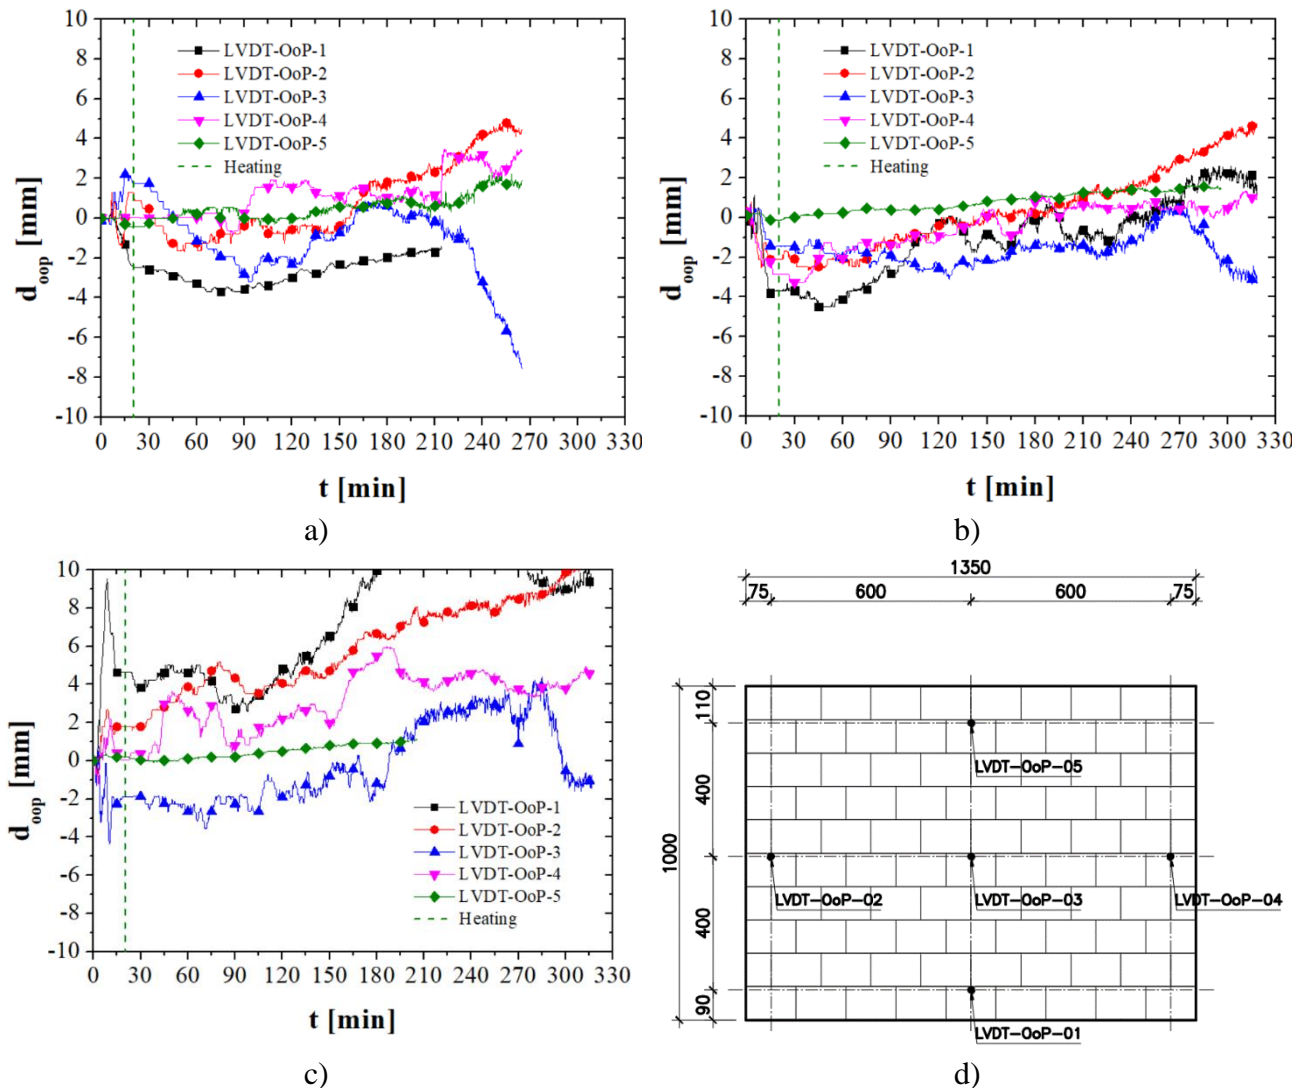 10
8
6
4
2
0
-2
-4
-6
-8
-10
d_oop [mm]
LVDT-OoP-1
LVDT-OoP-2
LVDT-OoP-3
LVDT-OoP-4
LVDT-OoP-5
Heating
0 30 60 90 120 150 180 210 240 270 300 330
t [min]
a)
10
8
6
4
2
0
-2
-4
-6
-8
-10
d_oop [mm]
LVDT-OoP-1
LVDT-OoP-2
LVDT-OoP-3
LVDT-OoP-4
LVDT-OoP-5
Heating
0 30 60 90 120 150 180 210 240 270 300 330
t [min]
b)
10
8
6
4
2
0
-2
-4
-6
-8
-10
d_oop [mm]
LVDT-OoP-1
LVDT-OoP-2
LVDT-OoP-3
LVDT-OoP-4
LVDT-OoP-5
Heating
0 30 60 90 120 150 180 210 240 270 300 330
t [min]
c)
1350
75 600 600 75
110
400
1000
400
90
LVDT-OoP-05
LVDT-OoP-02
LVDT-OoP-03
LVDT-OoP-04
LVDT-OoP-01
d)